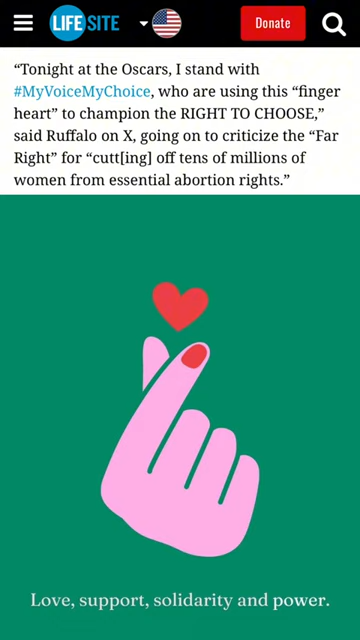 LIFE SITE
Donate
“Tonight at the Oscars, I stand with
#MyVoiceMyChoice, who are using this “finger
heart” to champion the RIGHT TO CHOOSE,”
said Ruffalo on X, going on to criticize the “Far
Right” for “cutt[ing] off tens of millions of
women from essential abortion rights.”
Love, support, solidarity and power.